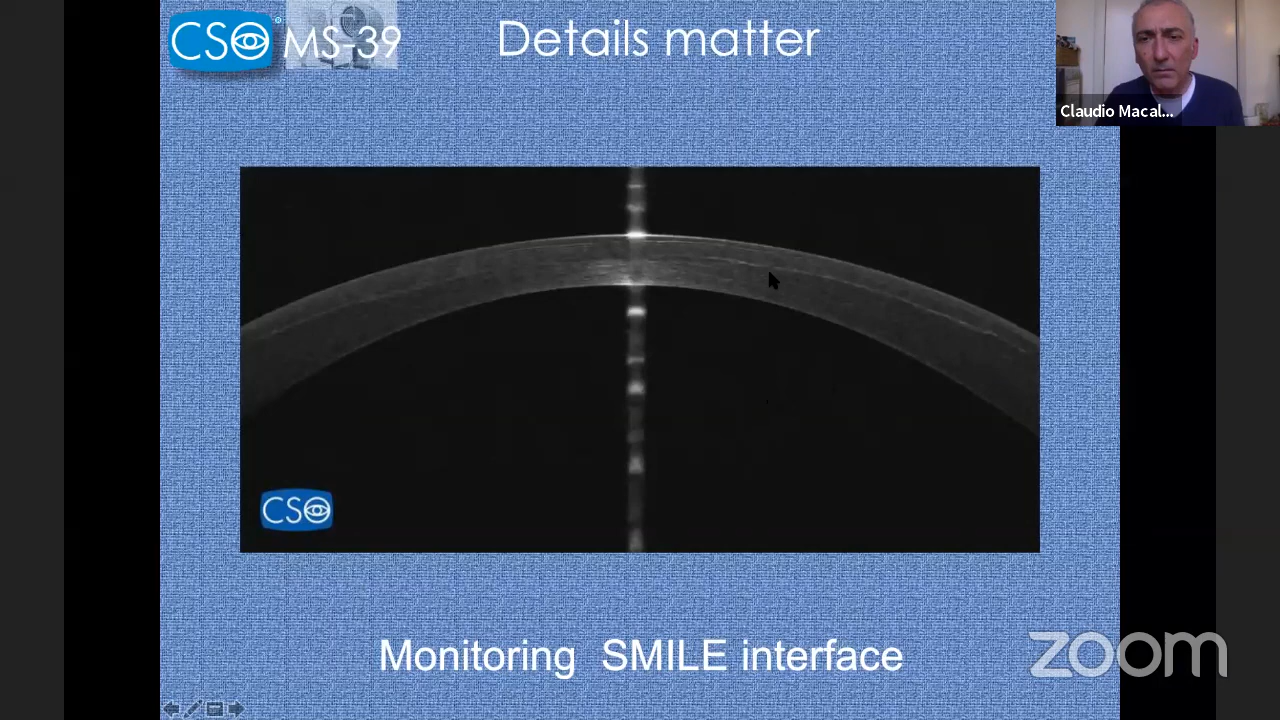 CSO® MS-39
Details matter
Claudio Macal...
CSO
Monitoring SMILE interface
zoom